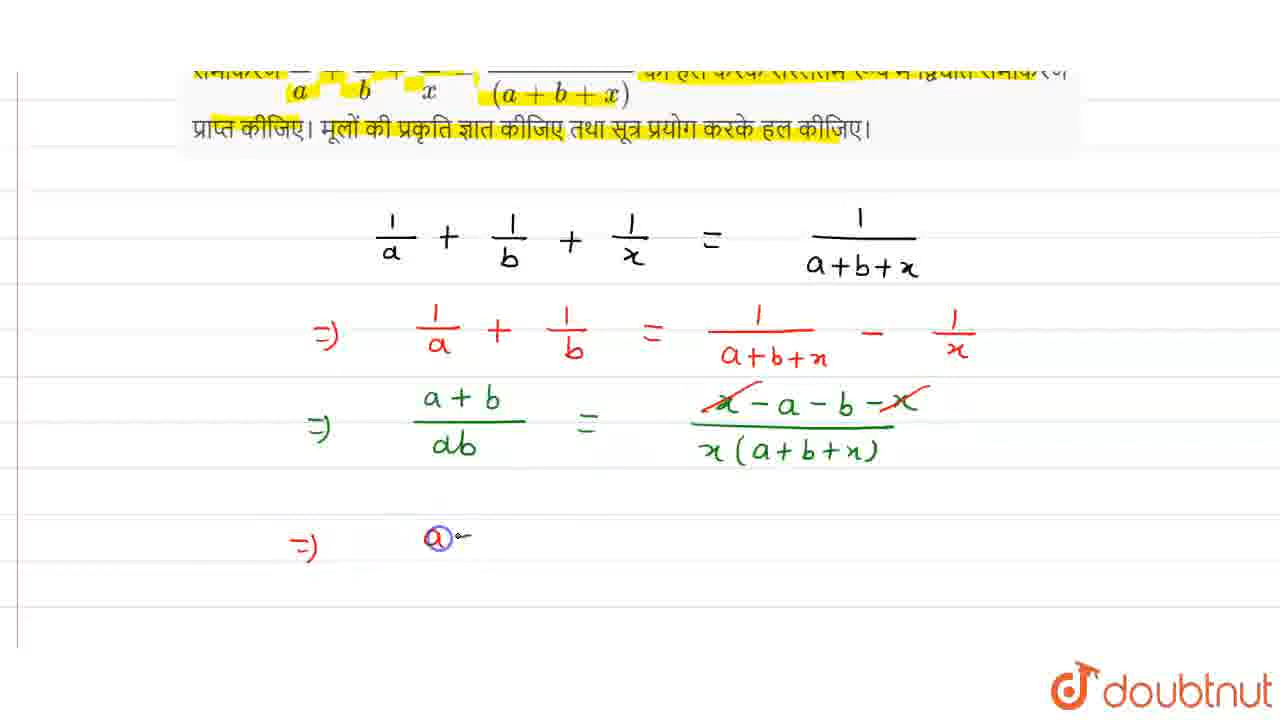 a b x (a + b + x)
प्राप्त कीजिए। मूलों की प्रकृति ज्ञात कीजिए तथा सूत्र प्रयोग करके हल कीजिए।
1/a + 1/b + 1/x = 1/(a+b+x)
=) 1/a + 1/b = 1/(a+b+x) - 1/x
=) (a+b)/(ab) = (x - a - b - x)/(x(a+b+x))
=) a -
doubtnut